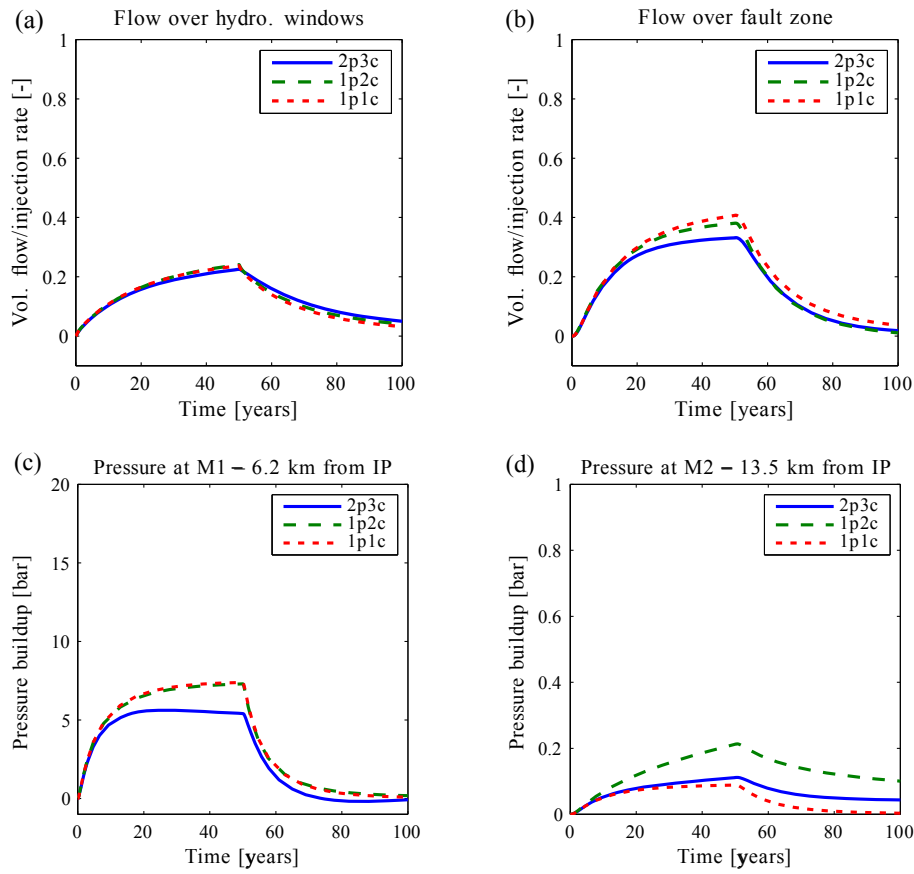 (a) Flow over hydro. windows
Vol. flow/injection rate [-]
1
0.8
0.6
0.4
0.2
0
2p3c
1p2c
1p1c
0 20 40 60 80 100
Time [years]
(b) Flow over fault zone
Vol. flow/injection rate [-]
1
0.8
0.6
0.4
0.2
0
2p3c
1p2c
1p1c
0 20 40 60 80 100
Time [years]
(c) Pressure at M1 − 6.2 km from IP
Pressure buildup [bar]
20
15
10
5
0
2p3c
1p2c
1p1c
0 20 40 60 80 100
Time [years]
(d) Pressure at M2 − 13.5 km from IP
Pressure buildup [bar]
1
0.8
0.6
0.4
0.2
0
2p3c
1p2c
1p1c
0 20 40 60 80 100
Time [years]